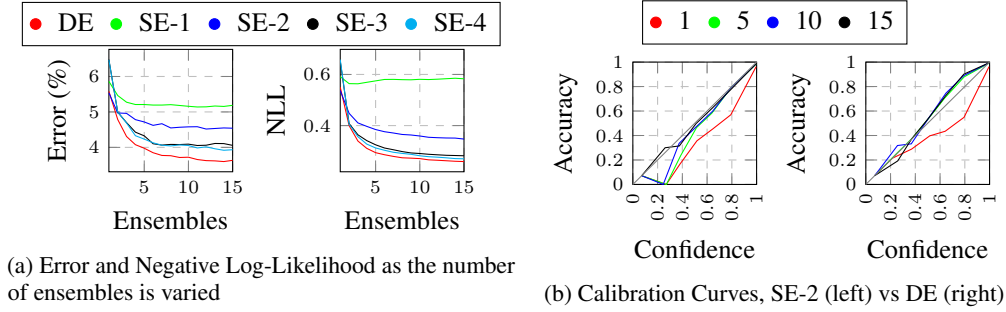 DE SE-1 SE-2 SE-3 SE-4
Error (%)
6
5
4
5 10 15
Ensembles
NLL
0.6
0.4
5 10 15
Ensembles
(a) Error and Negative Log-Likelihood as the number
of ensembles is varied
1 5 10 15
Accuracy
1
0.8
0.6
0.4
0.2
0
0 0.2 0.4 0.6 0.8 1
Confidence
Accuracy
1
0.8
0.6
0.4
0.2
0
0 0.2 0.4 0.6 0.8 1
Confidence
(b) Calibration Curves, SE-2 (left) vs DE (right)